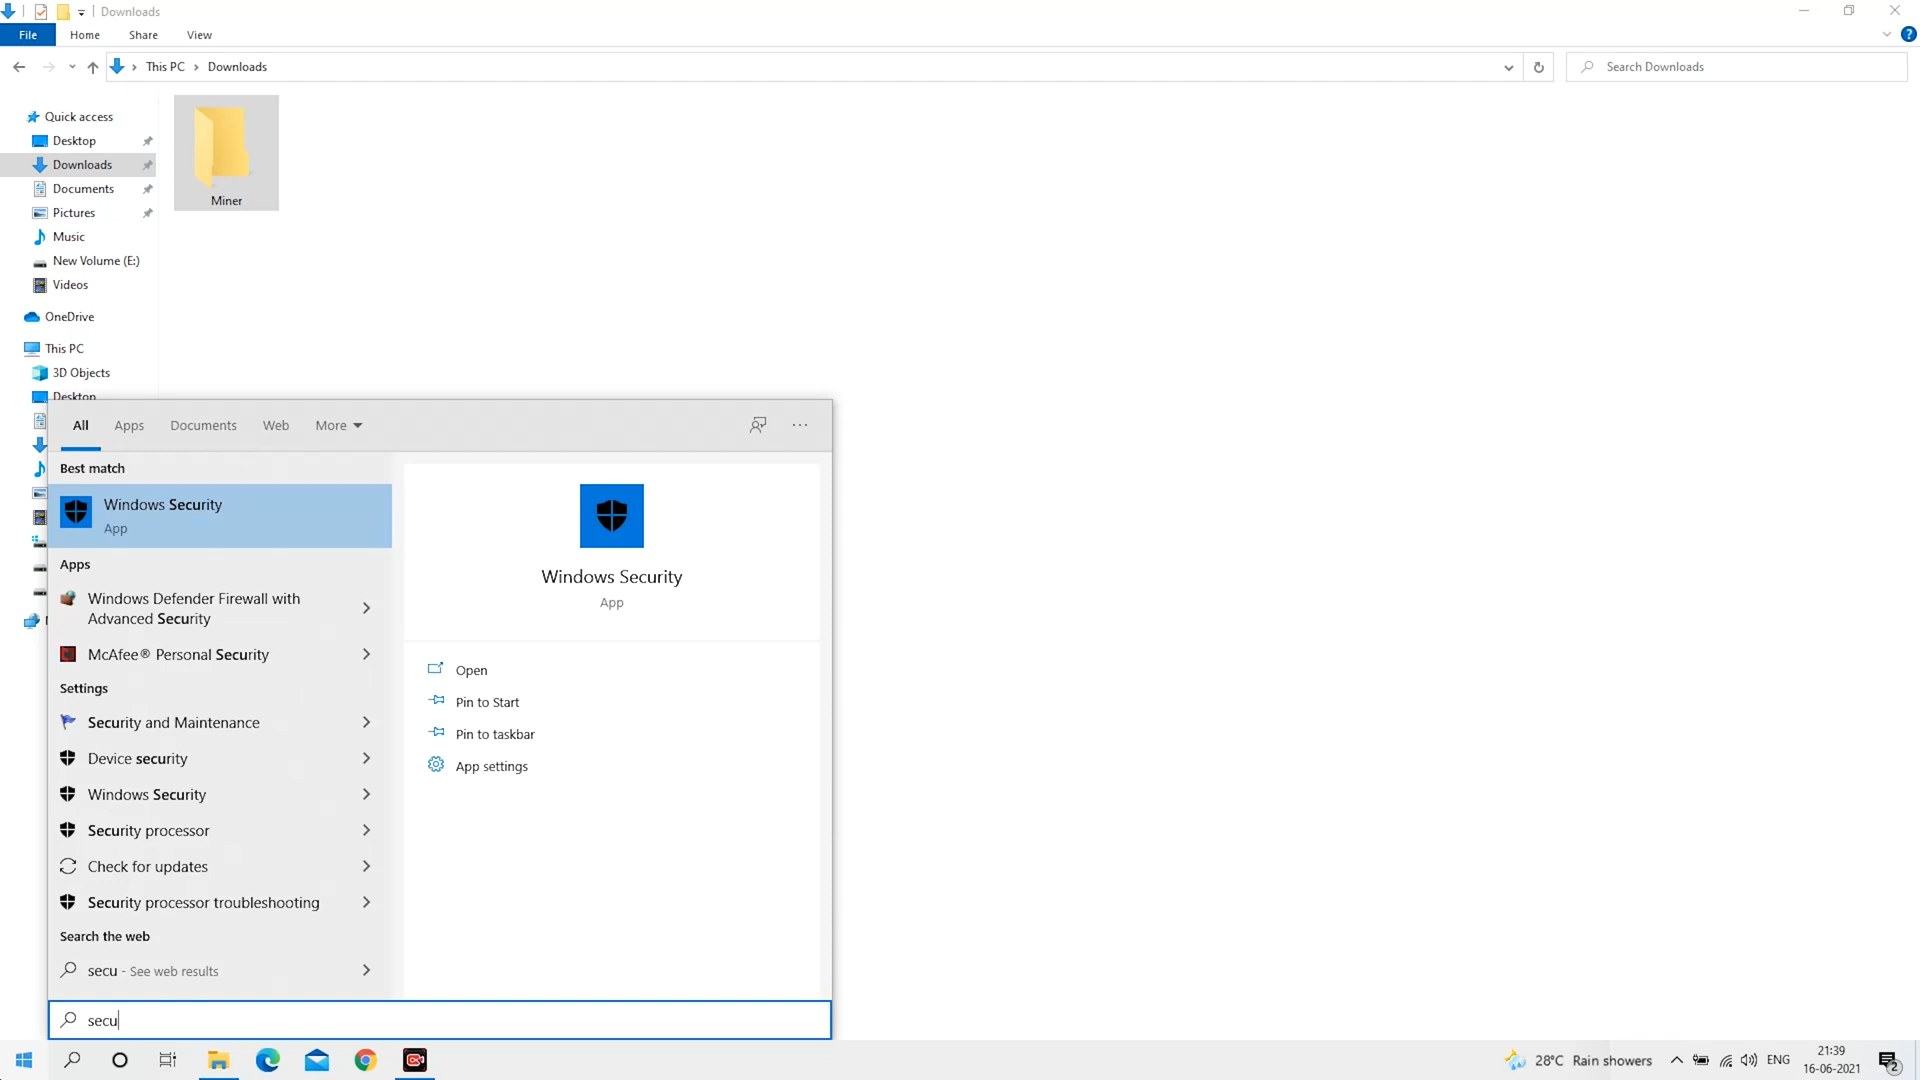 Downloads
File Home Share View
This PC Downloads
Search Downloads
Quick access
Desktop
Downloads
Documents
Pictures
Music
New Volume (E:)
Videos
OneDrive
This PC
3D Objects
Desktop
Miner
All Apps Documents Web More
Best match
Windows Security
App
Apps
Windows Defender Firewall with
Advanced Security
McAfee® Personal Security
Settings
Security and Maintenance
Device security
Windows Security
Security processor
Check for updates
Security processor troubleshooting
Search the web
secu - See web results
Windows Security
App
Open
Pin to Start
Pin to taskbar
App settings
secu
28°C Rain showers
ENG
21:39
16-06-2021
2